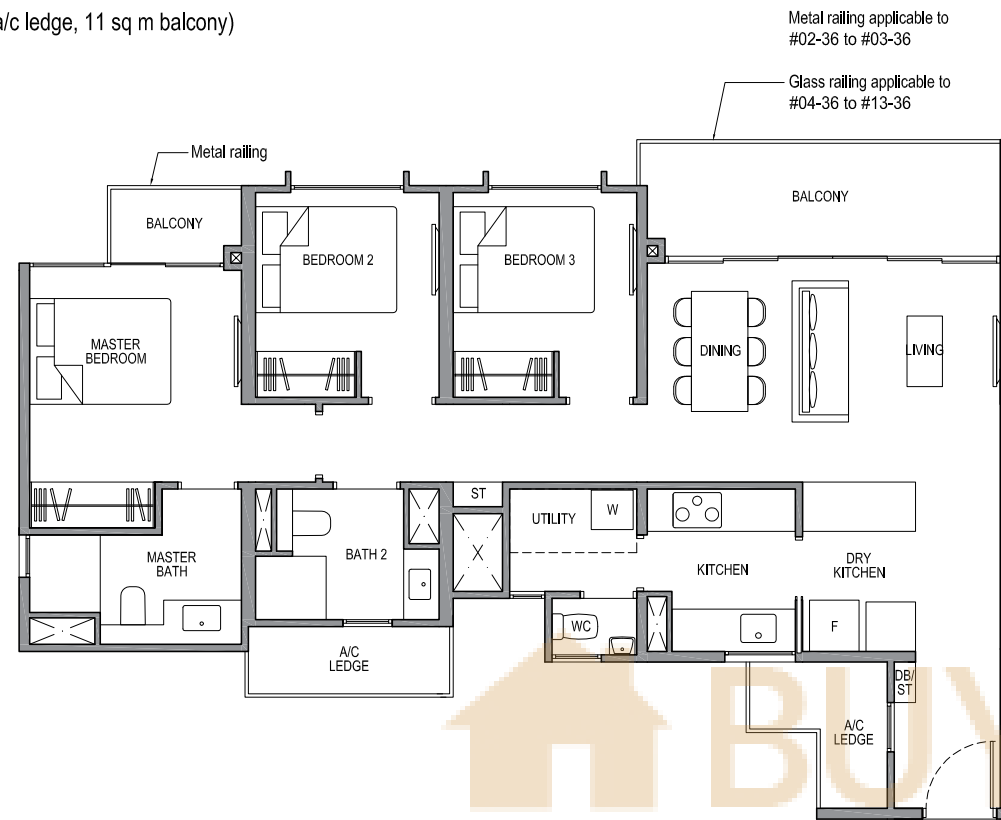 a/c ledge, 11 sq m balcony)
Metal railing applicable to
#02-36 to #03-36
Glass railing applicable to
#04-36 to #13-36
Metal railing
BALCONY
BALCONY
BEDROOM 2
BEDROOM 3
MASTER
BEDROOM
DINING
LIVING
ST
UTILITY
W
MASTER
BATH
BATH 2
KITCHEN
DRY
KITCHEN
WC
F
A/C
LEDGE
DB/
ST
A/C
LEDGE
BUY